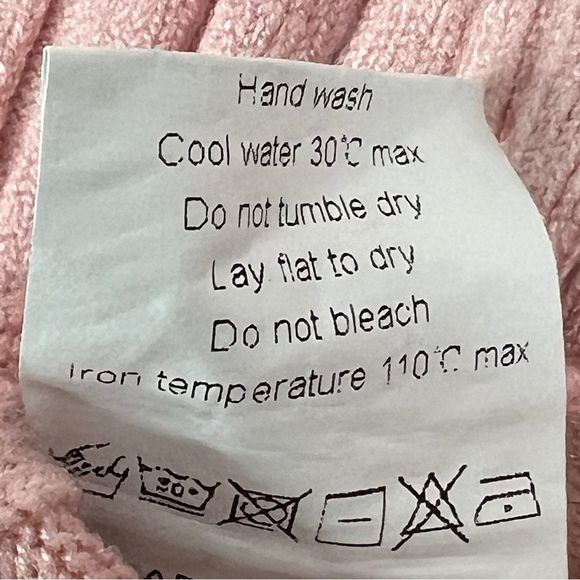 Hand wash
Cool water 30°C max
Do not tumble dry
Lay flat to dry
Do not bleach
Iron temperature 110°C max